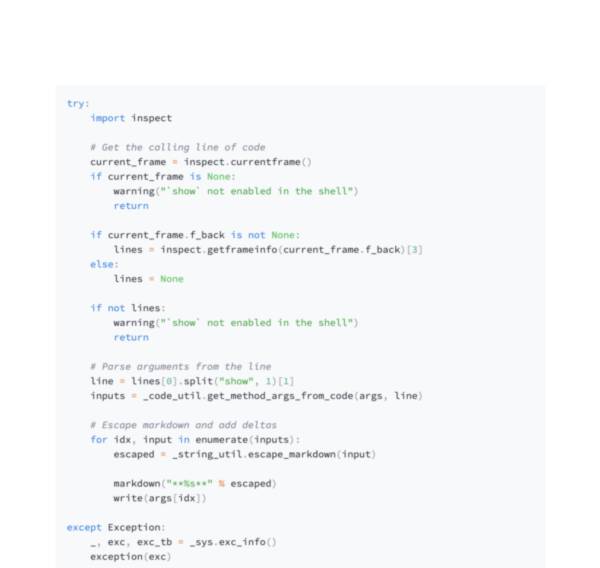 try:
    import inspect

    # Get the calling line of code
    current_frame = inspect.currentframe()
    if current_frame is None:
        warning("`show` not enabled in the shell")
        return

    if current_frame.f_back is not None:
        lines = inspect.getframeinfo(current_frame.f_back)[3]
    else:
        lines = None

    if not lines:
        warning("`show` not enabled in the shell")
        return

    # Parse arguments from the line
    line = lines[0].split("show", 1)[1]
    inputs = _code_util.get_method_args_from_code(args, line)

    # Escape markdown and add deltas
    for idx, input in enumerate(inputs):
        escaped = _string_util.escape_markdown(input)

        markdown("**%s**" % escaped)
        write(args[idx])

except Exception:
    _, exc, exc_tb = _sys.exc_info()
    exception(exc)